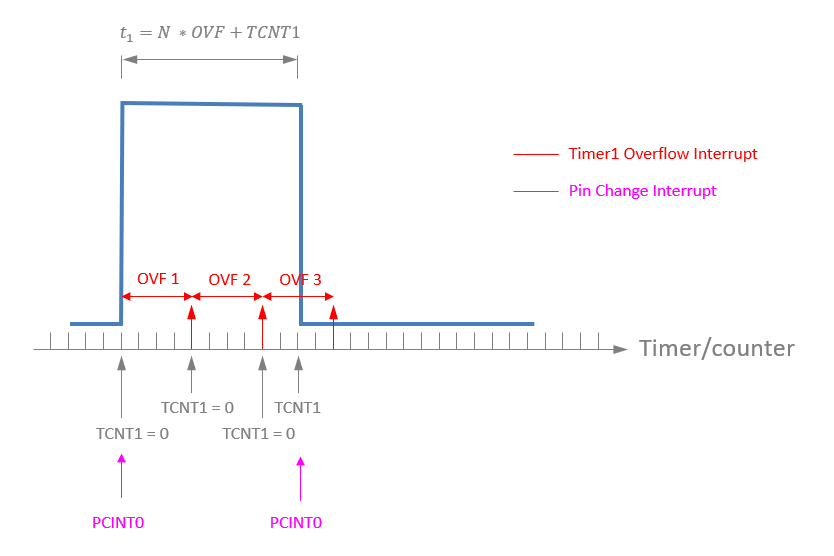 t₁ = N * OVF + TCNT1
Timer1 Overflow Interrupt
Pin Change Interrupt
OVF 1 OVF 2 OVF 3
Timer/counter
TCNT1 = 0 TCNT1
TCNT1 = 0 TCNT1 = 0
PCINT0 PCINT0